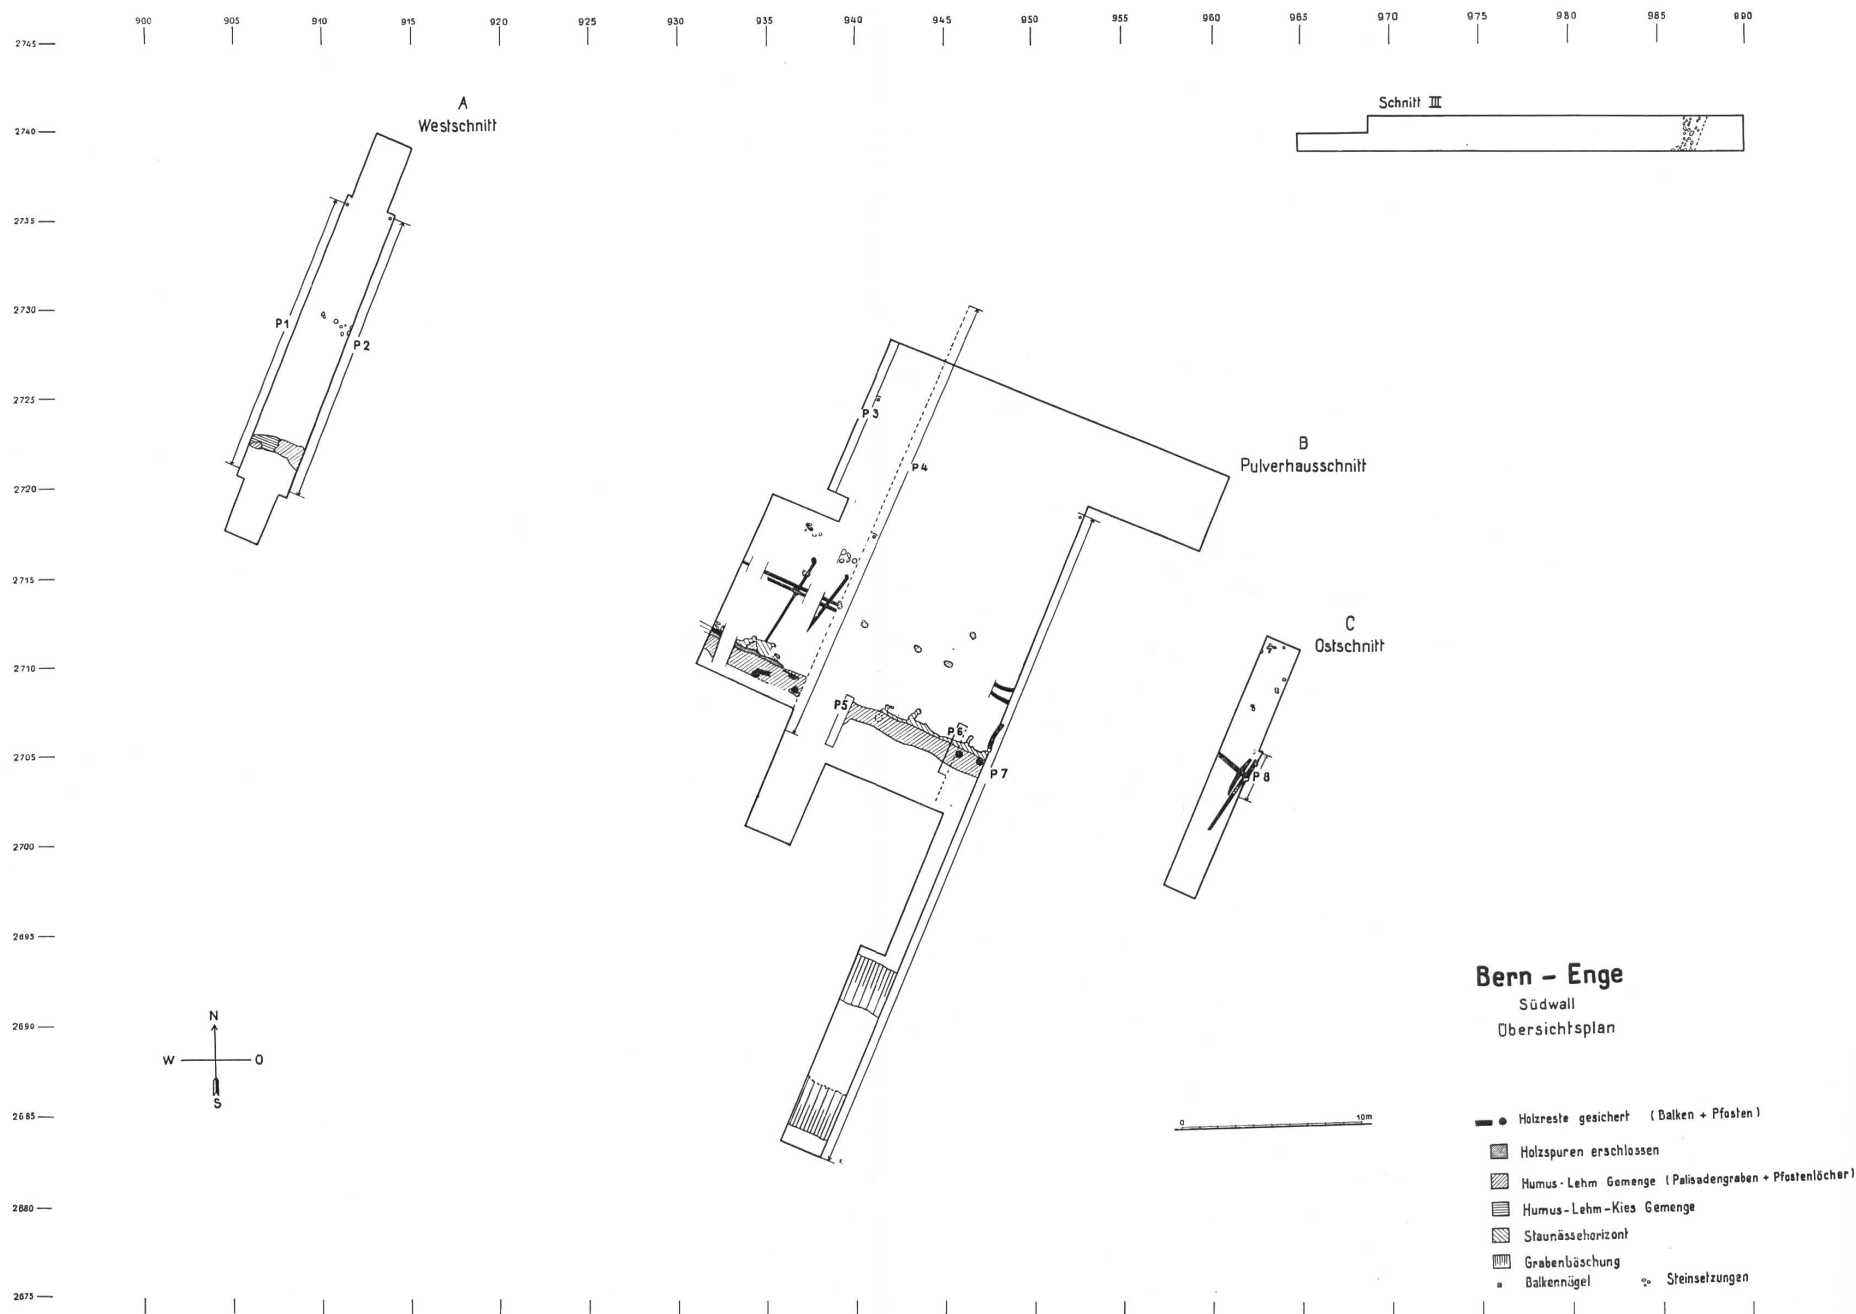 900 905 910 915 920 925 930 935 940 945 950 955 960 965 970 975 980 985 990
2745
2740
2735
2730
2725
2720
2715
2710
2705
2700
2695
2690
2685
2680
2675
A
Westschnitt
P1
P2
Schnitt III
P3
P4
B
Pulverhausschnitt
P5
P6
P7
C
Ostschnitt
P8
N
W O
S
Bern – Enge
Südwall
Übersichtsplan
0 10m
Holzreste gesichert (Balken + Pfosten)
Holzspuren erschlossen
Humus-Lehm Gemenge (Palisadengraben + Pfostenlöcher)
Humus-Lehm-Kies Gemenge
Staunässehorizont
Grabenböschung
Balkennägel Steinsetzungen